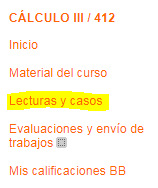 CÁLCULO III / 412
Inicio
Material del curso
Lecturas y casos
Evaluaciones y envío de
trabajos
Mis calificaciones BB